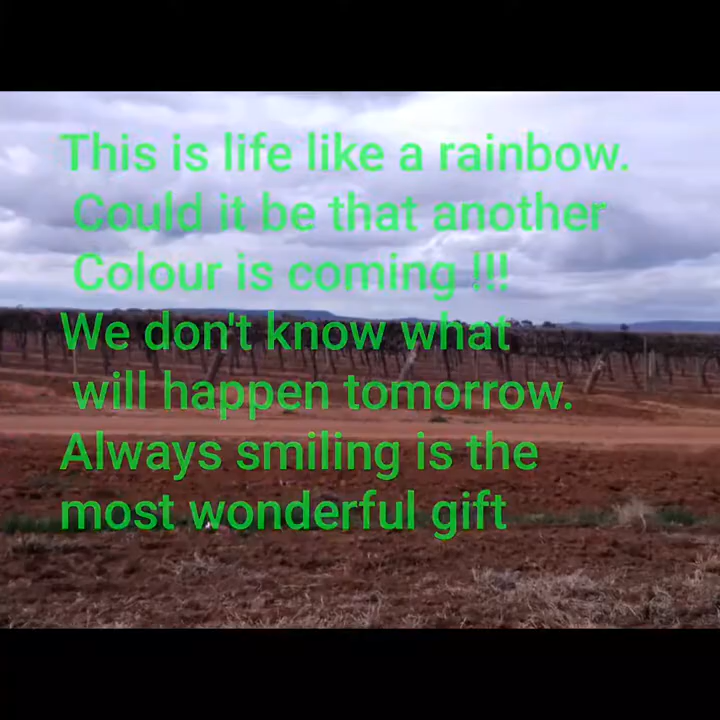 This is life like a rainbow.
Could it be that another
Colour is coming !!!
We don't know what
will happen tomorrow.
Always smiling is the
most wonderful gift